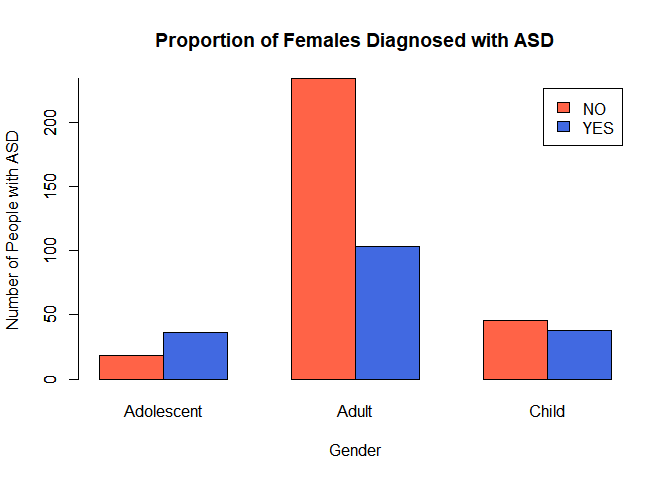 Proportion of Females Diagnosed with ASD
NO
YES
Number of People with ASD
200
150
100
50
0
Adolescent Adult Child
Gender